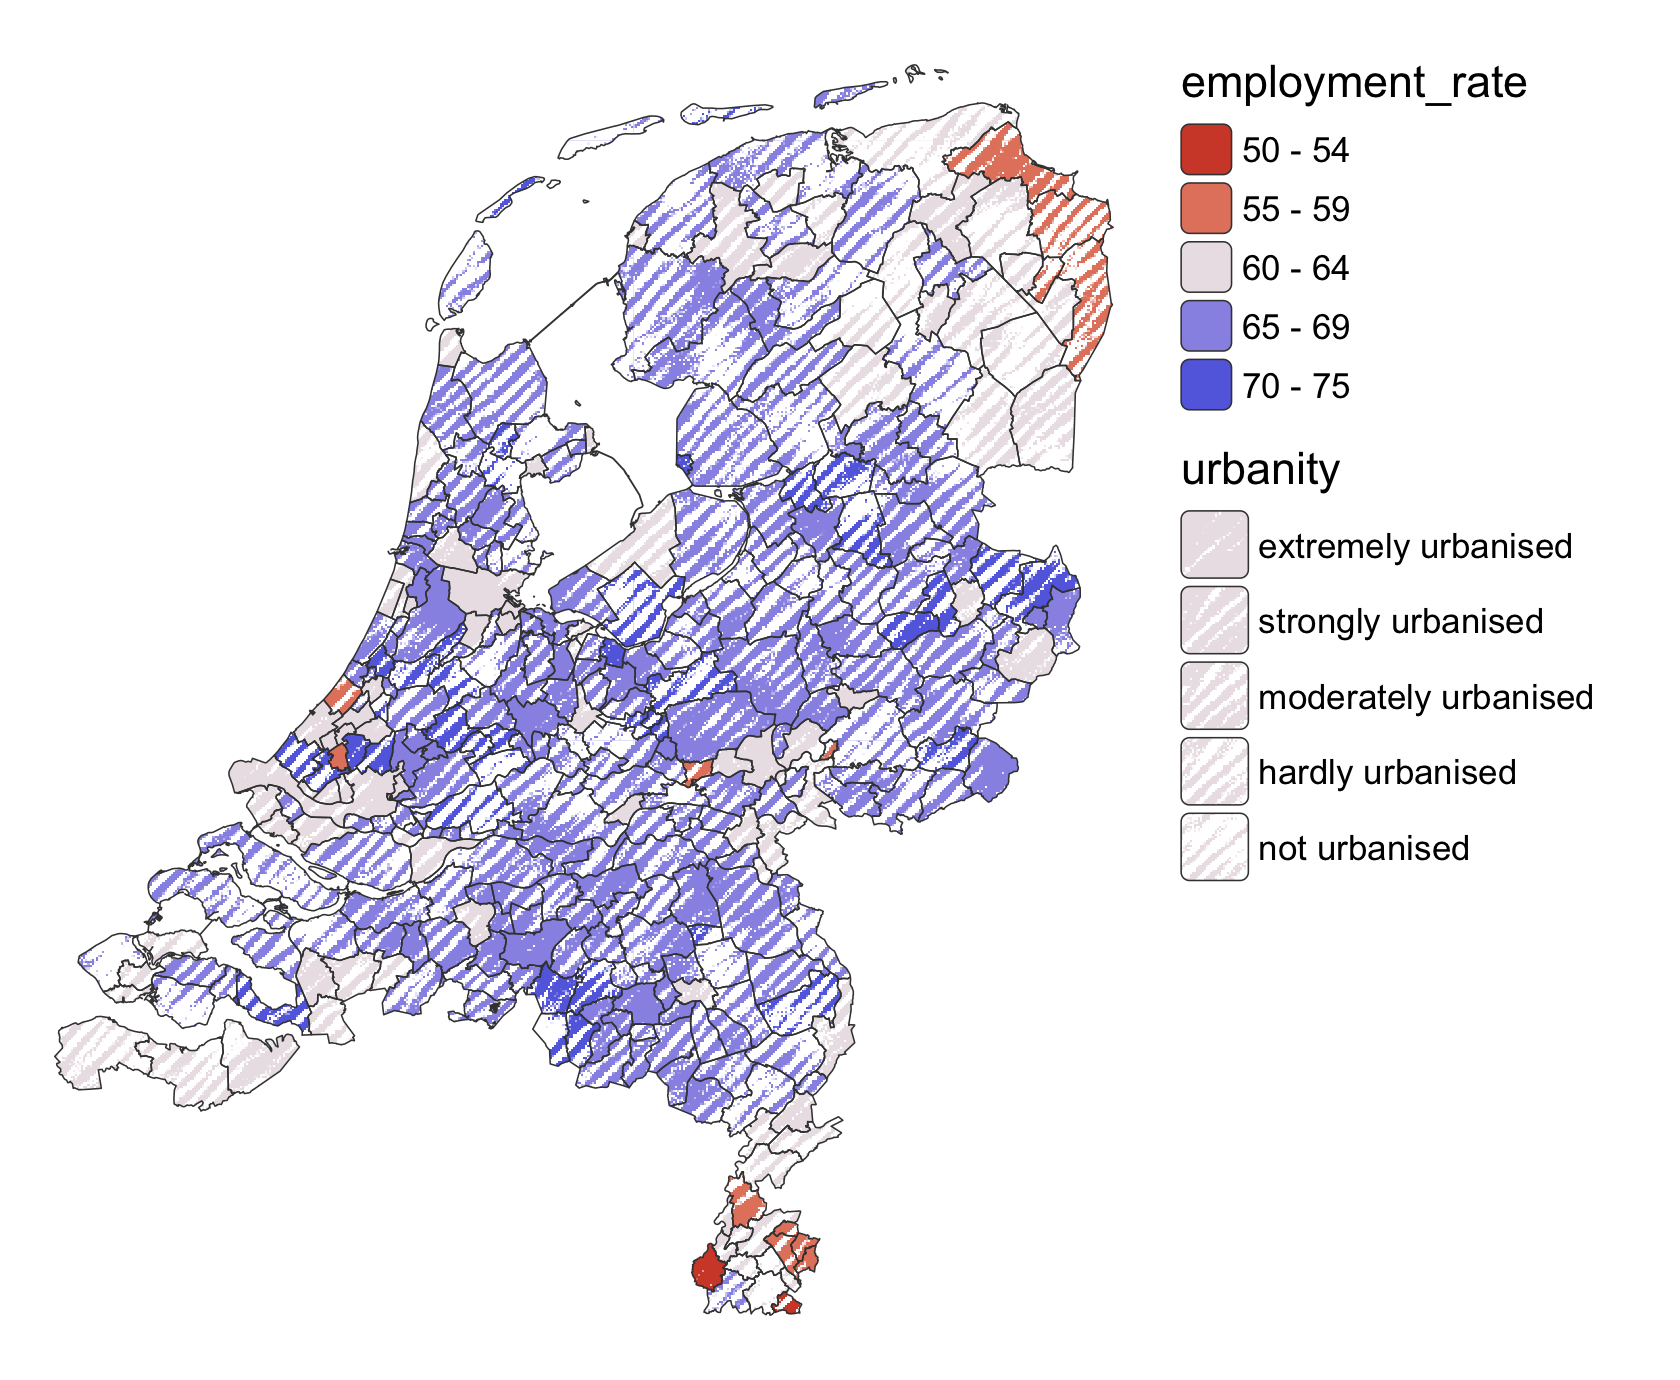 employment_rate
50 - 54
55 - 59
60 - 64
65 - 69
70 - 75
urbanity
extremely urbanised
strongly urbanised
moderately urbanised
hardly urbanised
not urbanised